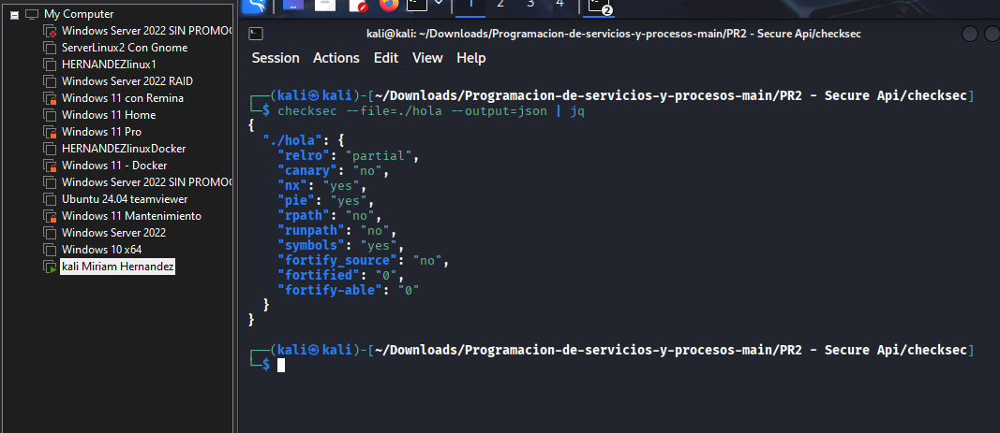 My Computer
Windows Server 2022 SIN PROMOC
ServerLinux2 Con Gnome
HERNANDEZlinux1
Windows Server 2022 RAID
Windows 11 con Remina
Windows 11 Home
Windows 11 Pro
HERNANDEZlinuxDocker
Windows 11 - Docker
Windows Server 2022 SIN PROMOC
Ubuntu 24.04 teamviewer
Windows 11 Mantenimiento
Windows Server 2022
Windows 10 x64
kali Miriam Hernandez
1 2 3 4 2
kali@kali: ~/Downloads/Programacion-de-servicios-y-procesos-main/PR2 - Secure Api/checksec
Session Actions Edit View Help
┌──(kali㉿kali)-[~/Downloads/Programacion-de-servicios-y-procesos-main/PR2 - Secure Api/checksec]
└─$ checksec --file=./hola --output=json | jq
{
"./hola": {
"relro": "partial",
"canary": "no",
"nx": "yes",
"pie": "yes",
"rpath": "no",
"runpath": "no",
"symbols": "yes",
"fortify_source": "no",
"fortified": "0",
"fortify-able": "0"
}
}
┌──(kali㉿kali)-[~/Downloads/Programacion-de-servicios-y-procesos-main/PR2 - Secure Api/checksec]
└─$